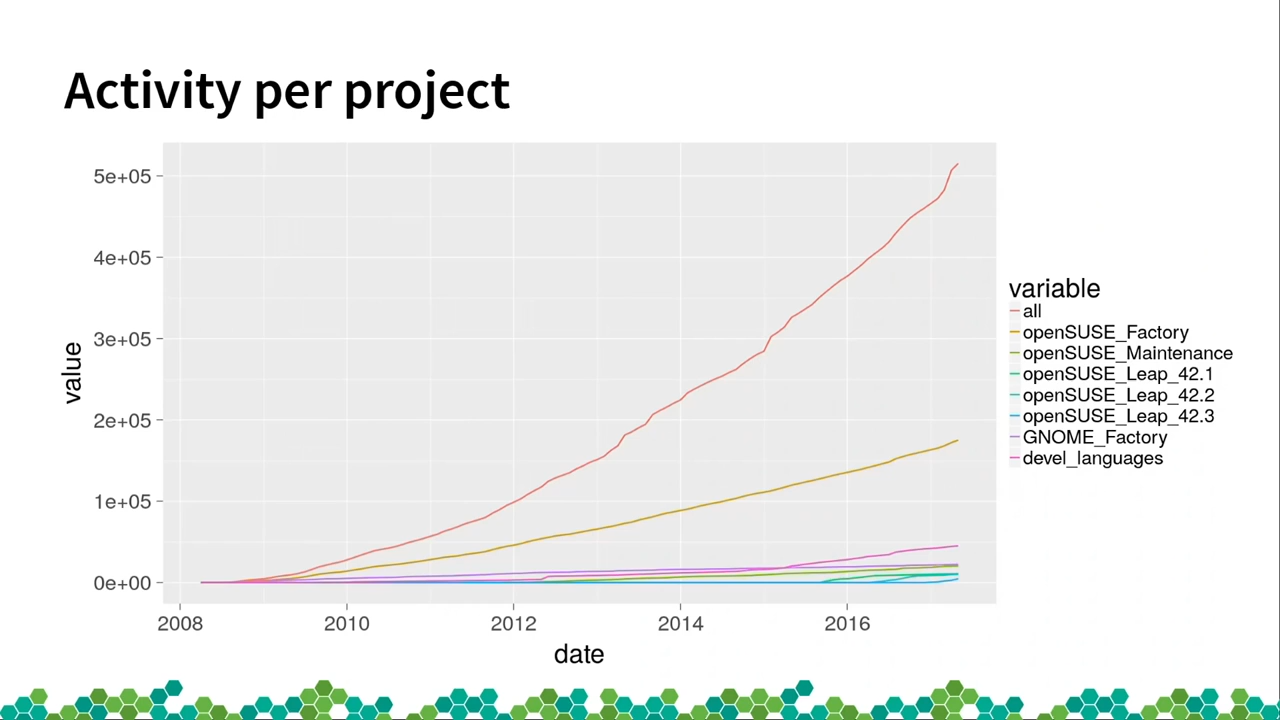 Activity per project
5e+05
4e+05
3e+05
2e+05
1e+05
0e+00
value
2008 2010 2012 2014 2016
date
variable
all
openSUSE_Factory
openSUSE_Maintenance
openSUSE_Leap_42.1
openSUSE_Leap_42.2
openSUSE_Leap_42.3
GNOME_Factory
devel_languages